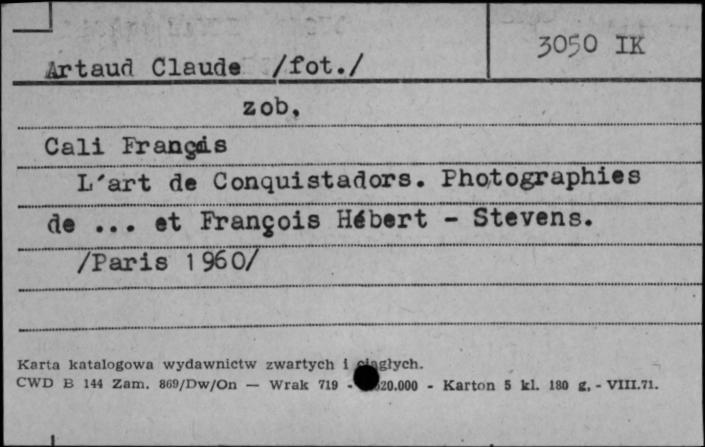 3050 IK
Artaud Claude /fot./
zob,
Cali Frangois
L'art de Conquistadors. Photographies
de ... et François Hébert - Stevens.
/Paris 1960/
Karta katalogowa wydawnictw zwartych i ciągłych.
CWD B 144 Zam. 869/Dw/On — Wrak 719 - 20.000 - Karton 5 kl. 180 g. - VIII.71.